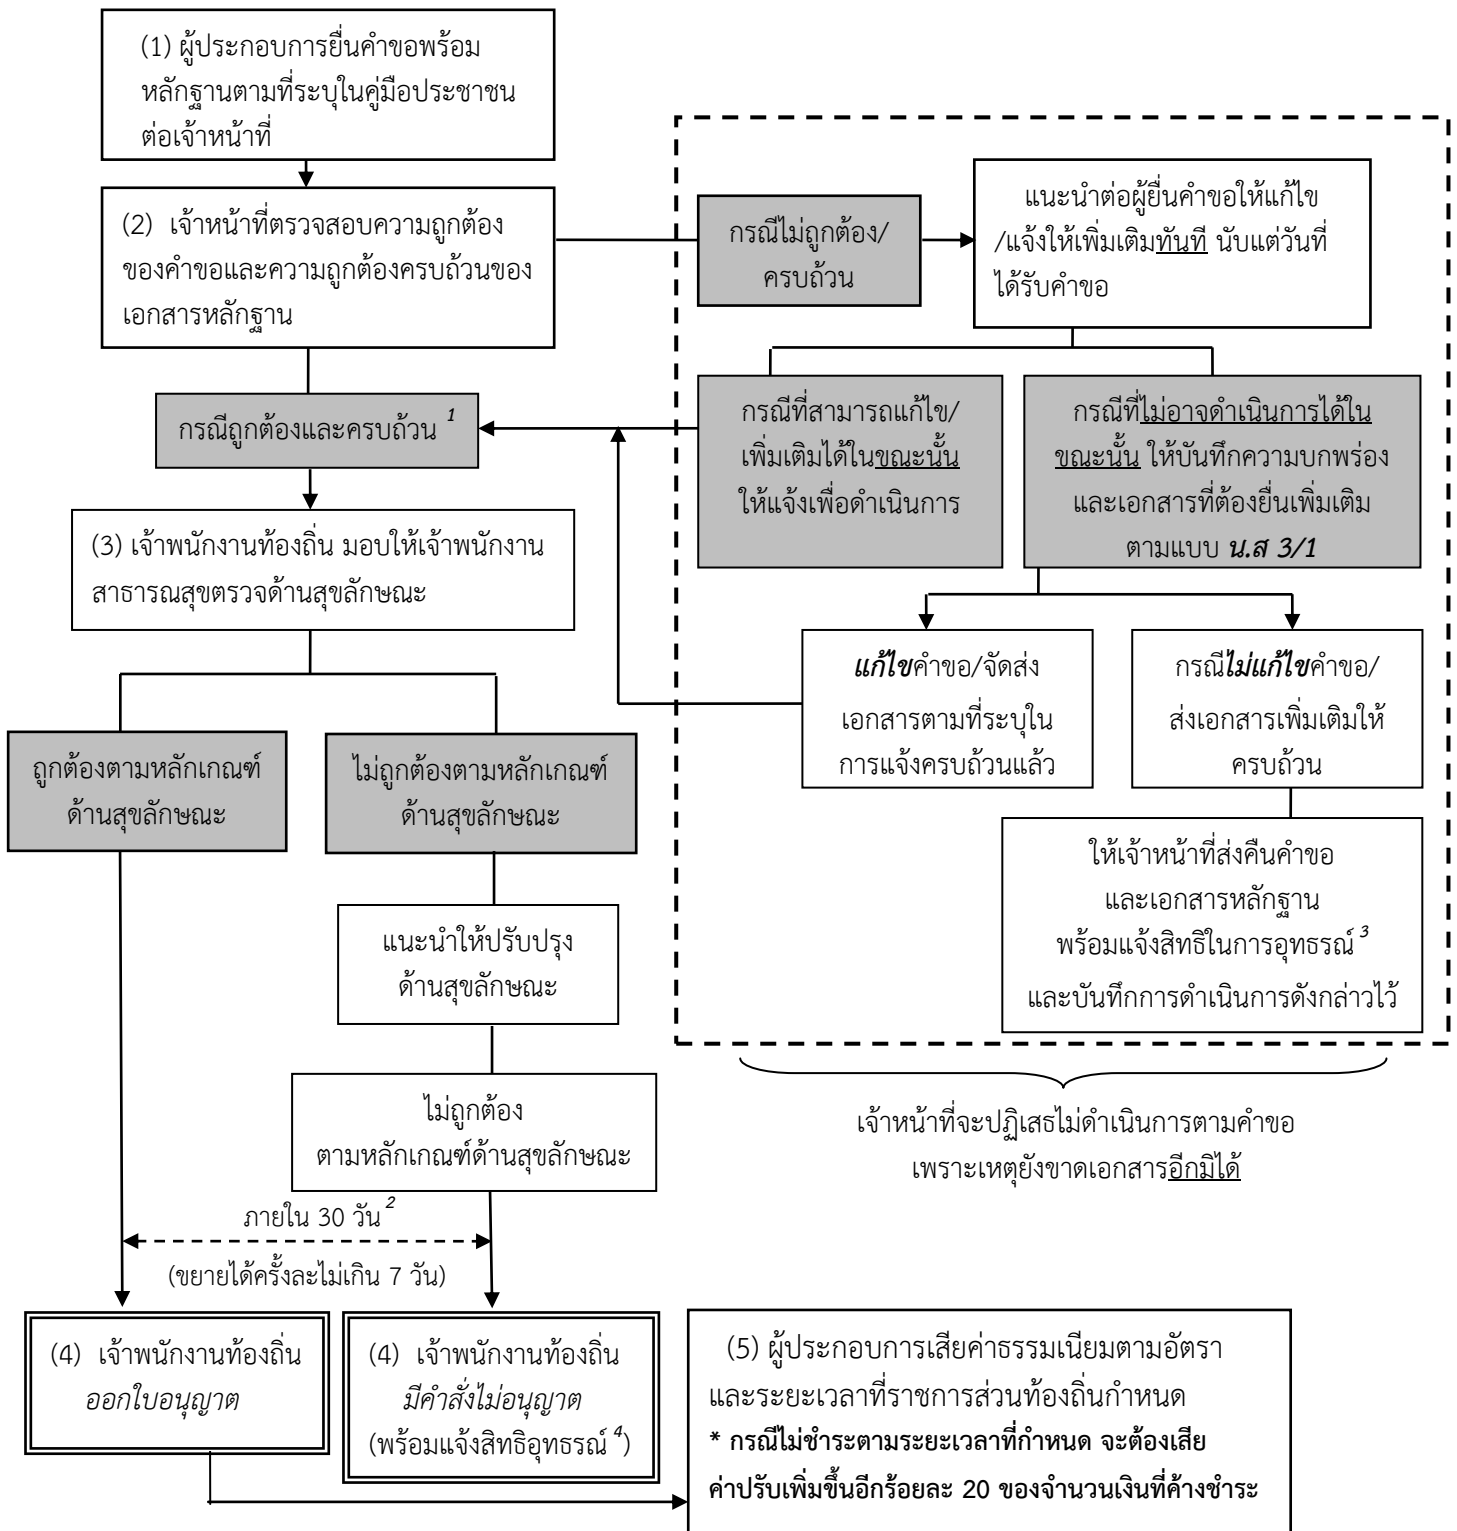 (1) ผู้ประกอบการยื่นคำขอพร้อม
หลักฐานตามที่ระบุในคู่มือประชาชน
ต่อเจ้าหน้าที่
(2) เจ้าหน้าที่ตรวจสอบความถูกต้อง
ของคำขอและความถูกต้องครบถ้วนของ
เอกสารหลักฐาน
กรณีไม่ถูกต้อง/
ครบถ้วน
แนะนำต่อผู้ยื่นคำขอให้แก้ไข
/แจ้งให้เพิ่มเติมทันที นับแต่วันที่
ได้รับคำขอ
กรณีถูกต้องและครบถ้วน 1
กรณีที่สามารถแก้ไข/
เพิ่มเติมได้ในขณะนั้น
ให้แจ้งเพื่อดำเนินการ
กรณีที่ไม่อาจดำเนินการได้ใน
ขณะนั้น ให้บันทึกความบกพร่อง
และเอกสารที่ต้องยื่นเพิ่มเติม
ตามแบบ น.ส 3/1
(3) เจ้าพนักงานท้องถิ่น มอบให้เจ้าพนักงาน
สาธารณสุขตรวจด้านสุขลักษณะ
แก้ไขคำขอ/จัดส่ง
เอกสารตามที่ระบุใน
การแจ้งครบถ้วนแล้ว
กรณีไม่แก้ไขคำขอ/
ส่งเอกสารเพิ่มเติมให้
ครบถ้วน
ถูกต้องตามหลักเกณฑ์
ด้านสุขลักษณะ
ไม่ถูกต้องตามหลักเกณฑ์
ด้านสุขลักษณะ
ให้เจ้าหน้าที่ส่งคืนคำขอ
และเอกสารหลักฐาน
พร้อมแจ้งสิทธิในการอุทธรณ์ 3
และบันทึกการดำเนินการดังกล่าวไว้
แนะนำให้ปรับปรุง
ด้านสุขลักษณะ
ไม่ถูกต้อง
ตามหลักเกณฑ์ด้านสุขลักษณะ
เจ้าหน้าที่จะปฏิเสธไม่ดำเนินการตามคำขอ
เพราะเหตุยังขาดเอกสารอีกมิได้
ภายใน 30 วัน 2
(ขยายได้ครั้งละไม่เกิน 7 วัน)
(4) เจ้าพนักงานท้องถิ่น
ออกใบอนุญาต
(4) เจ้าพนักงานท้องถิ่น
มีคำสั่งไม่อนุญาต
(พร้อมแจ้งสิทธิอุทธรณ์ 4)
(5) ผู้ประกอบการเสียค่าธรรมเนียมตามอัตรา
และระยะเวลาที่ราชการส่วนท้องถิ่นกำหนด
* กรณีไม่ชำระตามระยะเวลาที่กำหนด จะต้องเสีย
ค่าปรับเพิ่มขึ้นอีกร้อยละ 20 ของจำนวนเงินที่ค้างชำระ